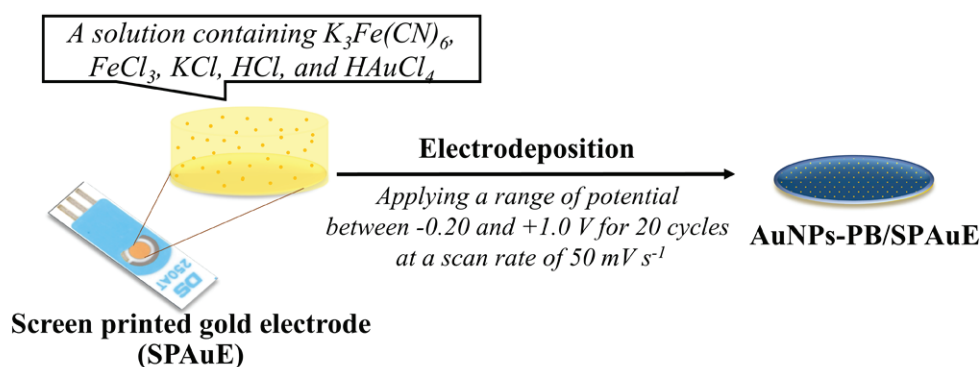 A solution containing K₃Fe(CN)₆,
FeCl₃, KCl, HCl, and HAuCl₄
Electrodeposition
Applying a range of potential
between -0.20 and +1.0 V for 20 cycles
at a scan rate of 50 mV s⁻¹
AuNPs-PB/SPAuE
DS
250AT
Screen printed gold electrode
(SPAuE)